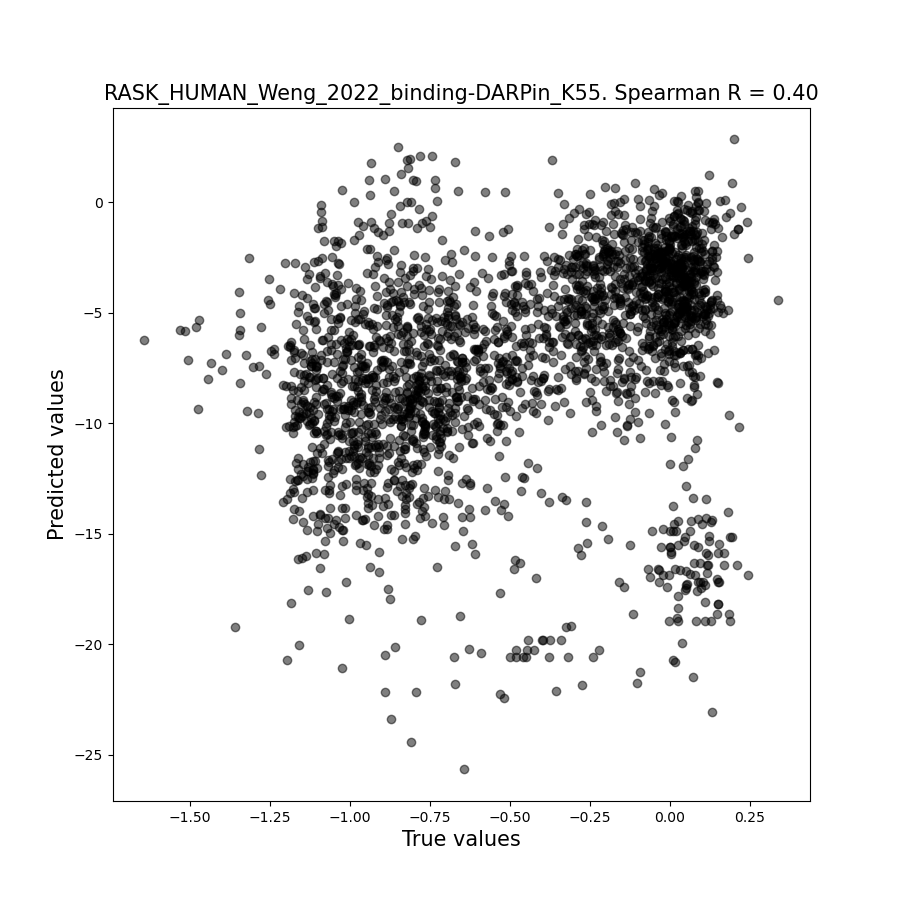 RASK_HUMAN_Weng_2022_binding-DARPin_K55. Spearman R = 0.40
0
−5
−10
−15
−20
−25
Predicted values
−1.50 −1.25 −1.00 −0.75 −0.50 −0.25 0.00 0.25
True values